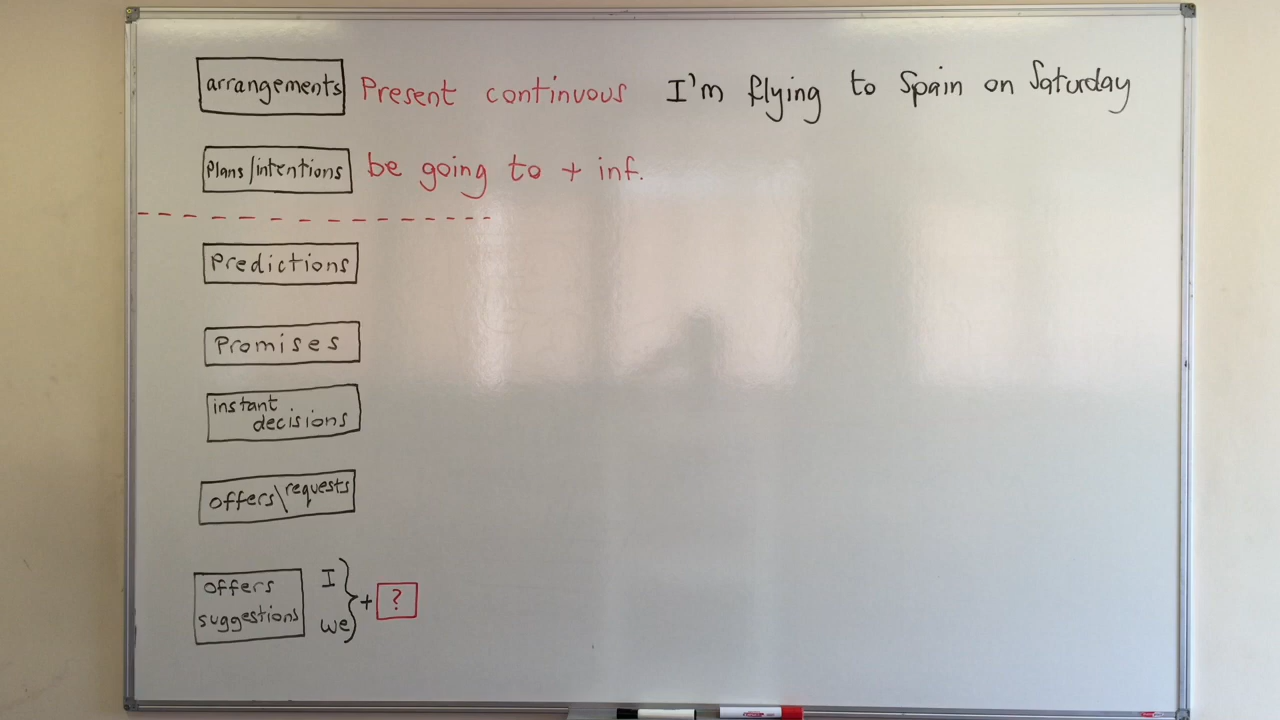 arrangements Present continuous I'm flying to Spain on Saturday
Plans/intentions be going to + inf.
Predictions
Promises
instant
decisions
offers\requests
offers I
suggestions we } + ?